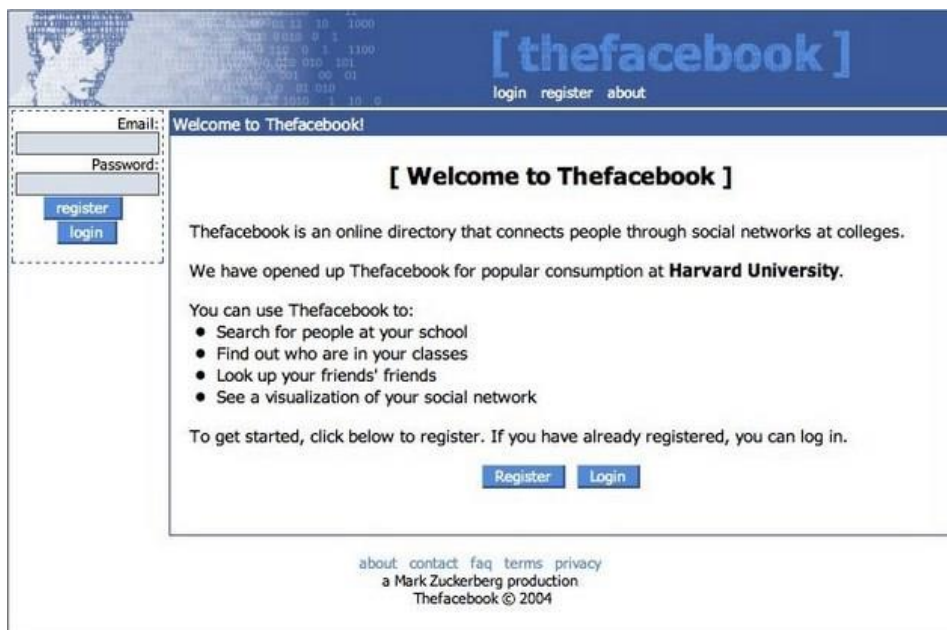 [ thefacebook ]
login register about
Email:
Password:
register
login
Welcome to Thefacebook!
[ Welcome to Thefacebook ]
Thefacebook is an online directory that connects people through social networks at colleges.
We have opened up Thefacebook for popular consumption at Harvard University.
You can use Thefacebook to:
• Search for people at your school
• Find out who are in your classes
• Look up your friends' friends
• See a visualization of your social network
To get started, click below to register. If you have already registered, you can log in.
Register Login
about contact faq terms privacy
a Mark Zuckerberg production
Thefacebook © 2004